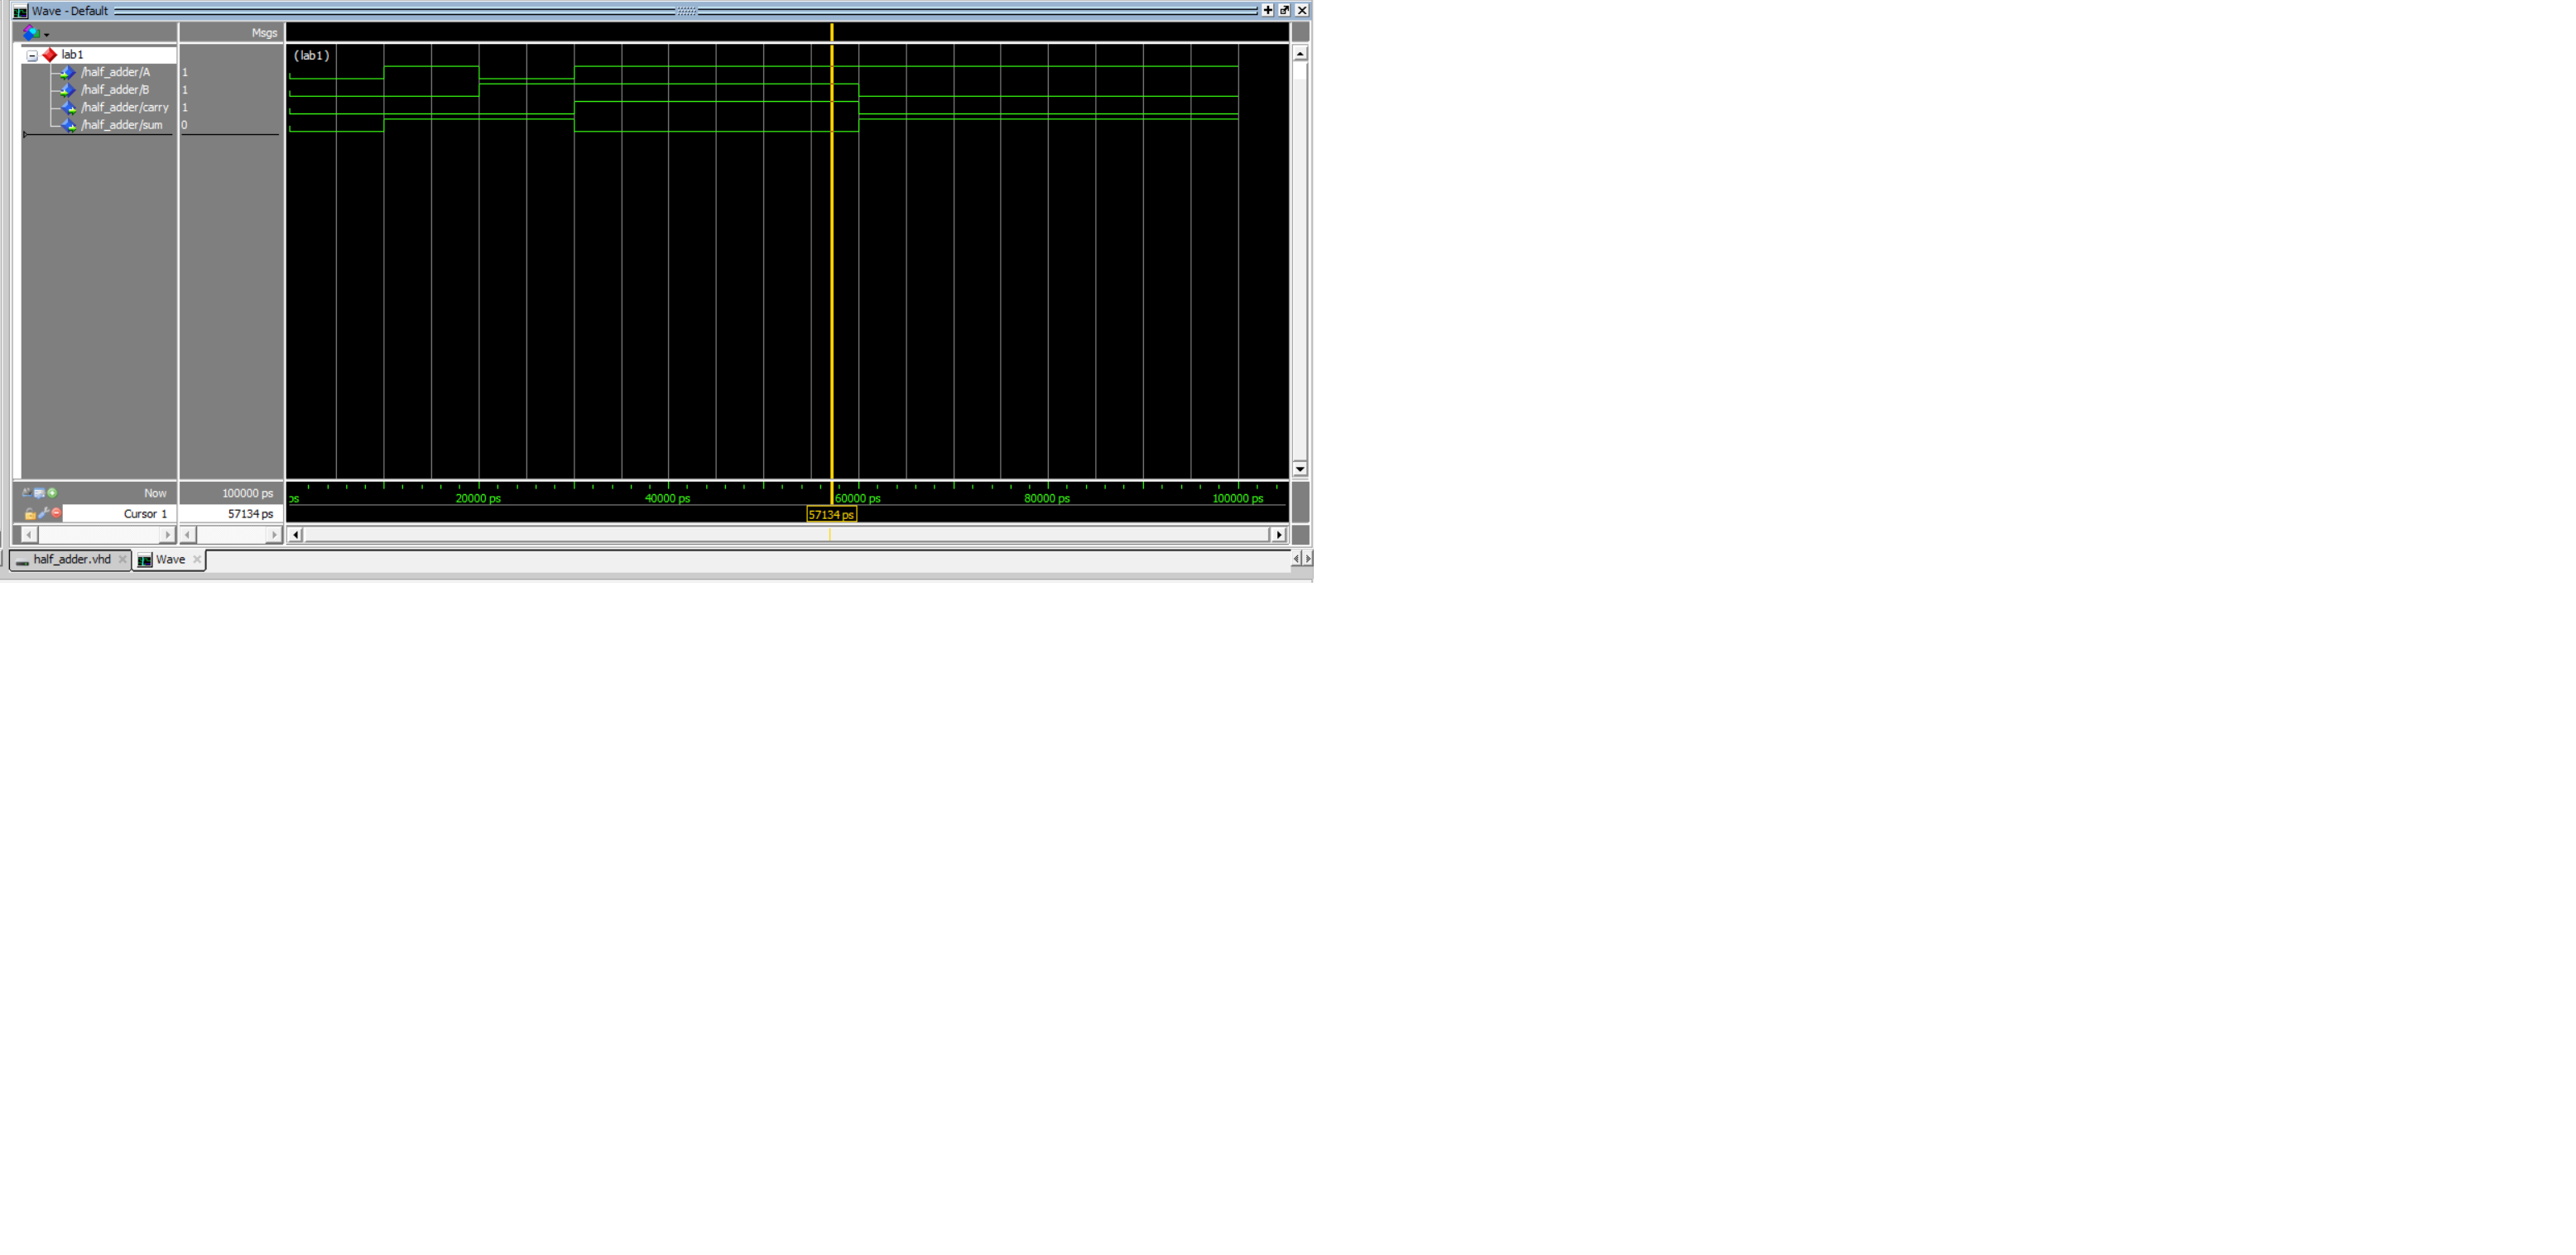 Wave - Default
Msgs
lab1
(lab1)
/half_adder/A 1
/half_adder/B 1
/half_adder/carry 1
/half_adder/sum 0
Now 100000 ps
ps 20000 ps 40000 ps 60000 ps 80000 ps 100000 ps
Cursor 1 57134 ps
57134 ps
half_adder.vhd
Wave